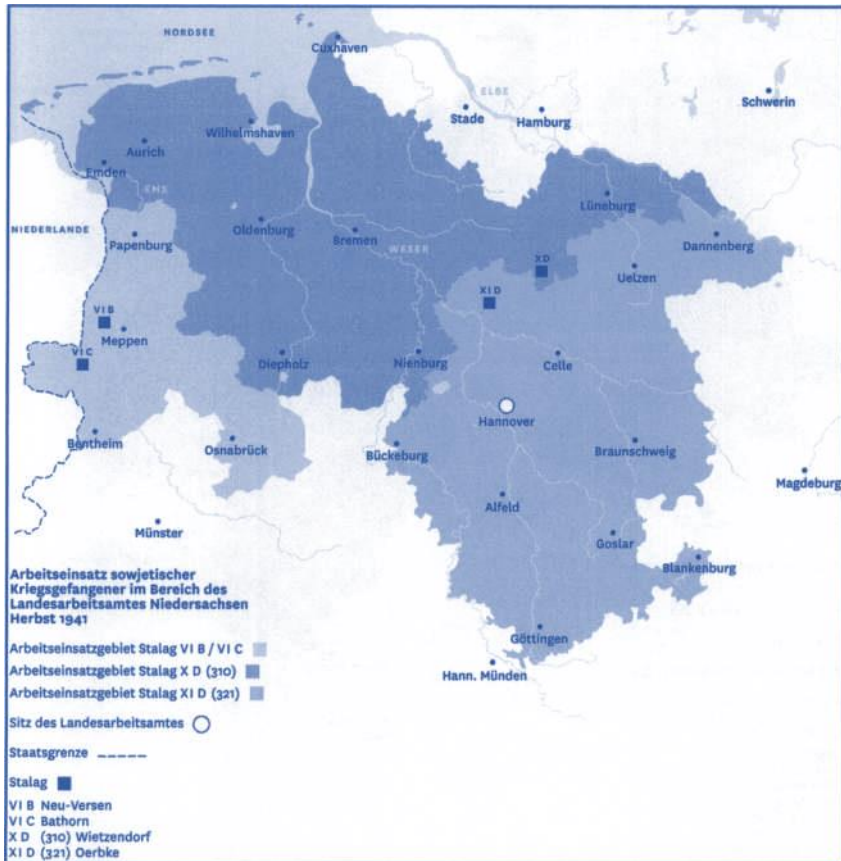 NORDSEE
Cuxhaven
ELBE
Schwerin
Stade
Hamburg
Wilhelmshaven
Aurich
Emden
EMS
Lüneburg
NIEDERLANDE
Papenburg
Oldenburg
Bremen
WESER
Dannenberg
X D
Uelzen
XI D
VI B
Meppen
VI C
Diepholz
Nienburg
Celle
Hannover
Bentheim
Osnabrück
Bückeburg
Braunschweig
Magdeburg
Alfeld
Münster
Goslar
Blankenburg
Göttingen
Hann. Münden
Arbeitseinsatz sowjetischer
Kriegsgefangener im Bereich des
Landesarbeitsamtes Niedersachsen
Herbst 1941
Arbeitseinsatzgebiet Stalag VI B / VI C
Arbeitseinsatzgebiet Stalag X D (310)
Arbeitseinsatzgebiet Stalag XI D (321)
Sitz des Landesarbeitsamtes
Staatsgrenze
Stalag
VI B Neu-Versen
VI C Bathorn
X D (310) Wietzendorf
XI D (321) Oerbke